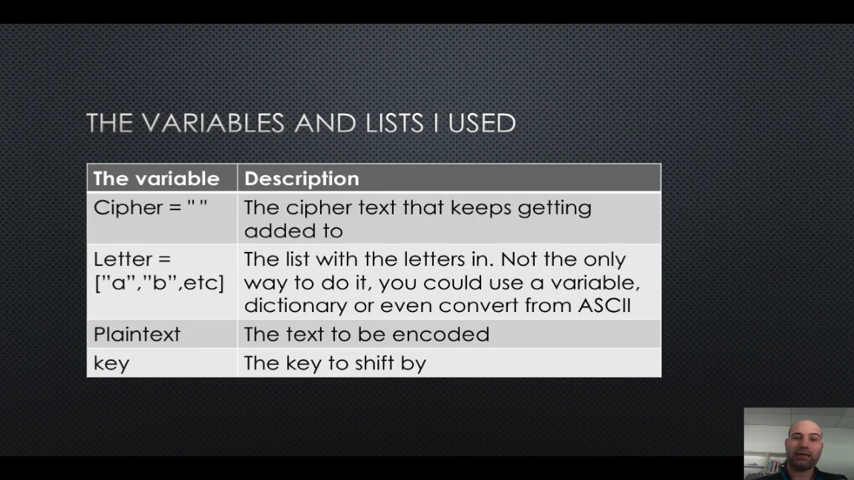 THE VARIABLES AND LISTS I USED
The variable
Description
Cipher = " "
The cipher text that keeps getting
added to
Letter =
["a","b",etc]
The list with the letters in. Not the only
way to do it, you could use a variable,
dictionary or even convert from ASCII
Plaintext
The text to be encoded
key
The key to shift by